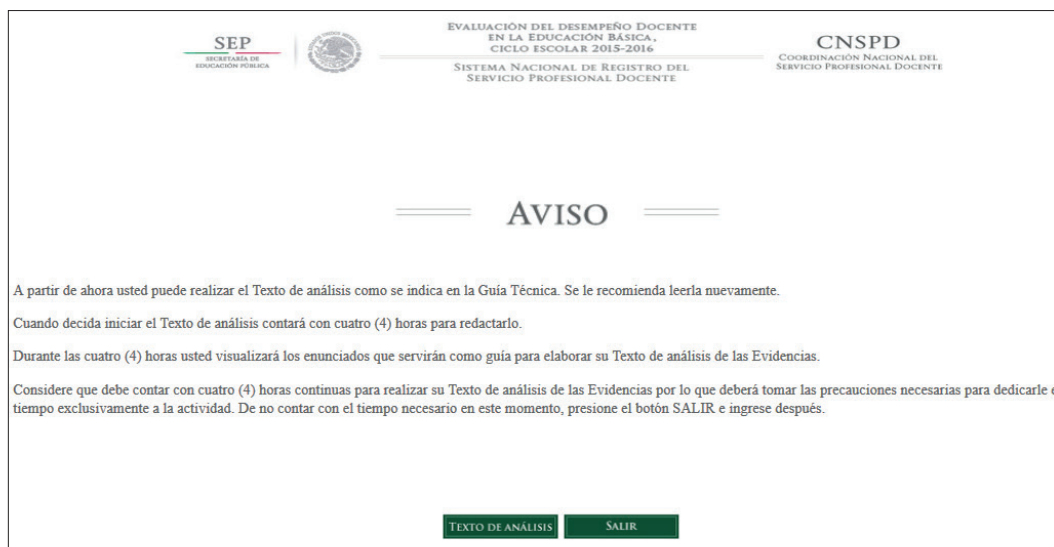 SEP
SECRETARÍA DE
EDUCACIÓN PÚBLICA
EVALUACIÓN DEL DESEMPEÑO DOCENTE
EN LA EDUCACIÓN BÁSICA,
CICLO ESCOLAR 2015-2016
SISTEMA NACIONAL DE REGISTRO DEL
SERVICIO PROFESIONAL DOCENTE
CNSPD
COORDINACIÓN NACIONAL DEL
SERVICIO PROFESIONAL DOCENTE
AVISO
A partir de ahora usted puede realizar el Texto de análisis como se indica en la Guía Técnica. Se le recomienda leerla nuevamente.
Cuando decida iniciar el Texto de análisis contará con cuatro (4) horas para redactarlo.
Durante las cuatro (4) horas usted visualizará los enunciados que servirán como guía para elaborar su Texto de análisis de las Evidencias.
Considere que debe contar con cuatro (4) horas continuas para realizar su Texto de análisis de las Evidencias por lo que deberá tomar las precauciones necesarias para dedicarle
tiempo exclusivamente a la actividad. De no contar con el tiempo necesario en este momento, presione el botón SALIR e ingrese después.
TEXTO DE ANÁLISIS
SALIR